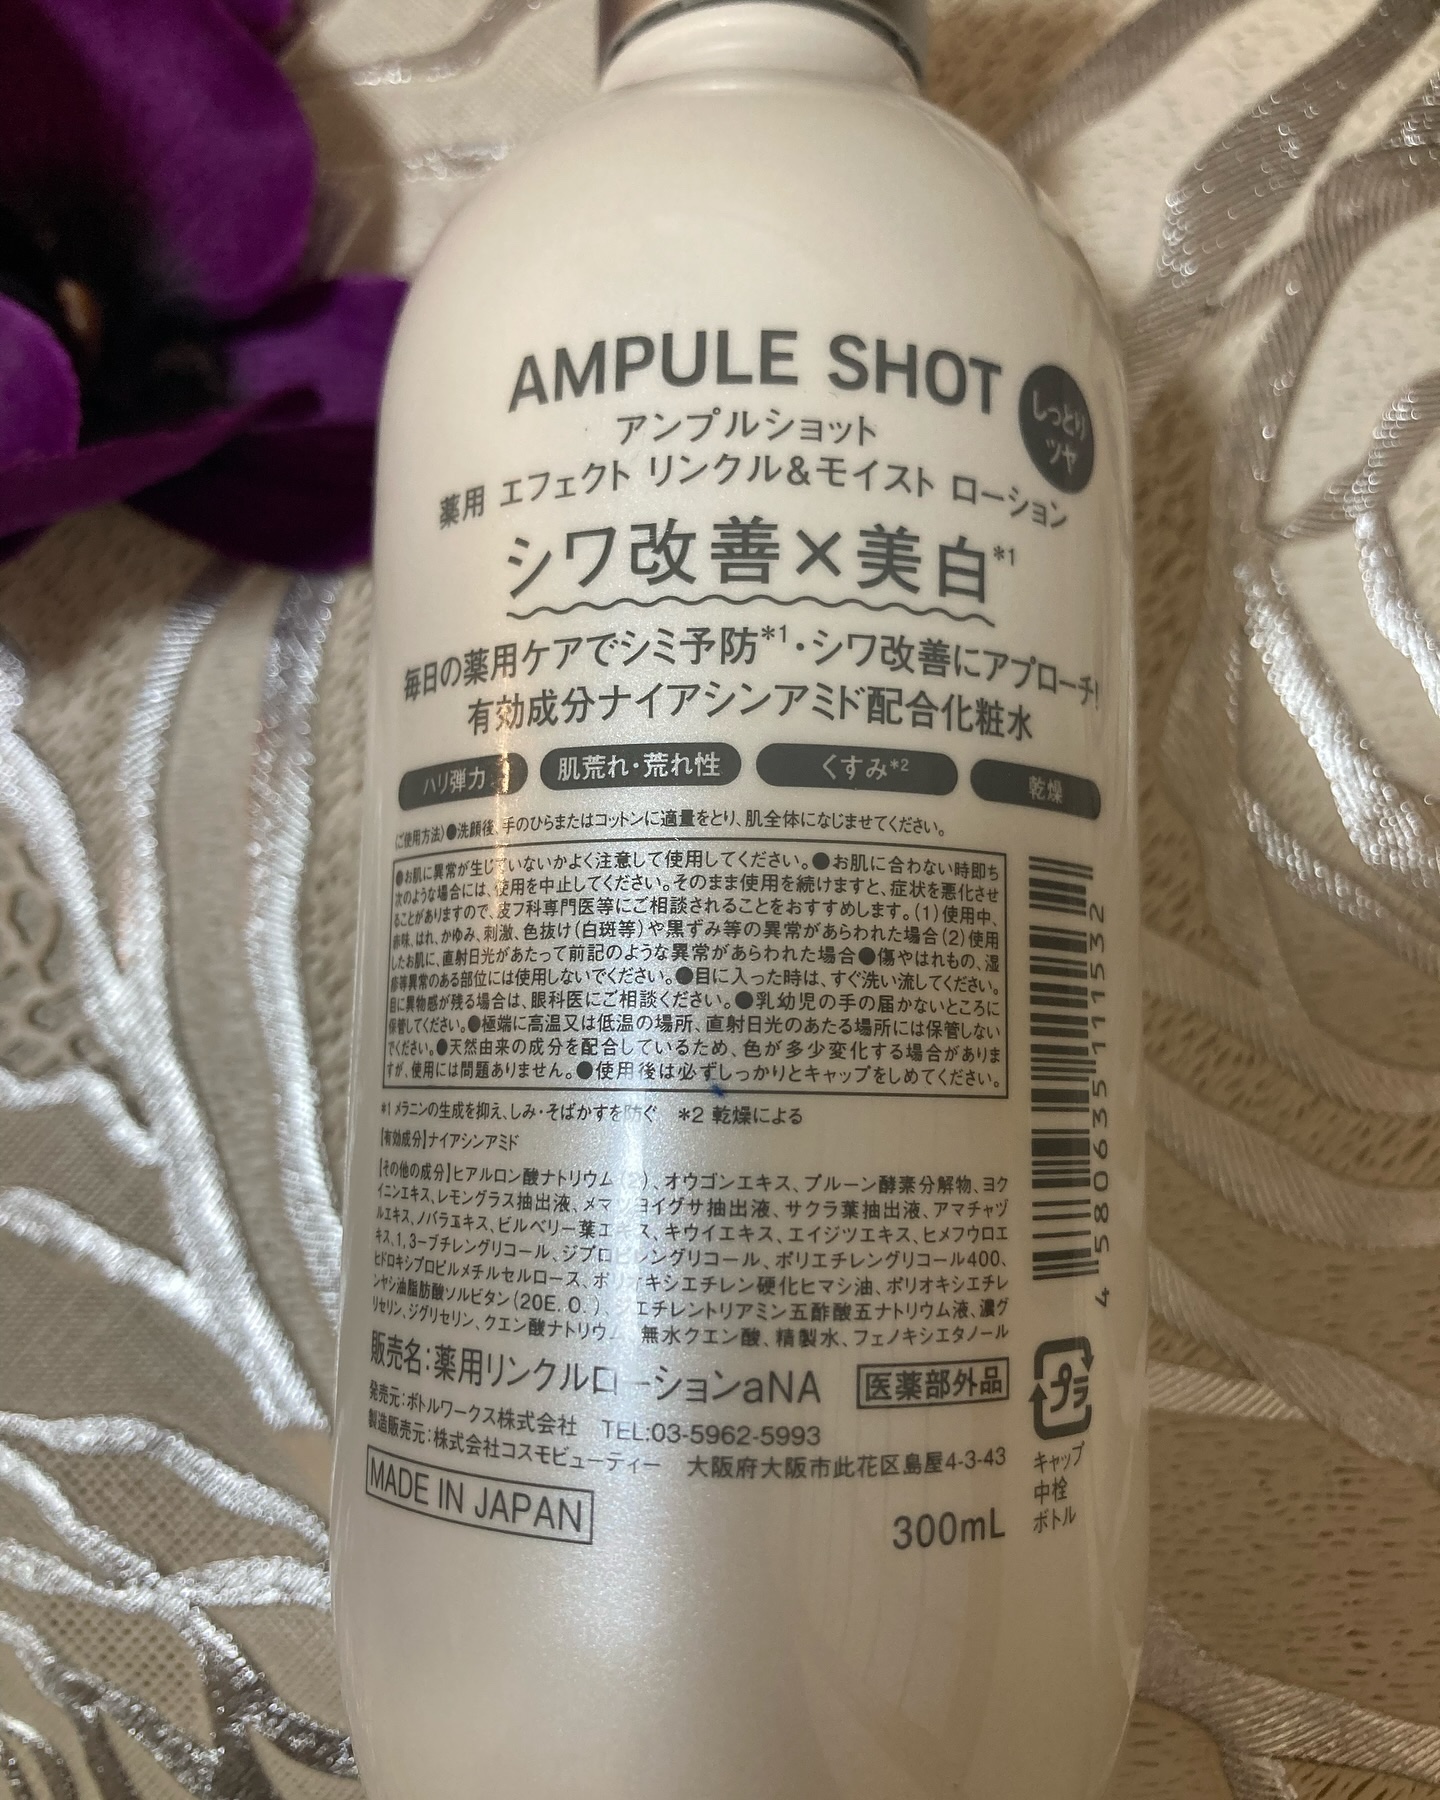 AMPULE SHOT
しっとり
ツヤ
アンプルショット
薬用 エフェクト リンクル&モイスト ローション
シワ改善×美白*1
毎日の薬用ケアでシミ予防*1・シワ改善にアプローチ!
有効成分ナイアシンアミド配合化粧水
ハリ弾力 肌荒れ・荒れ性 くすみ*2 乾燥
〈ご使用方法〉●洗顔後、手のひらまたはコットンに適量をとり、肌全体になじませてください。
●お肌に異常が生じていないかよく注意して使用してください。●お肌に合わない時即ち
次のような場合には、使用を中止してください。そのまま使用を続けますと、症状を悪化させ
ることがありますので、皮フ科専門医等にご相談されることをおすすめします。(1)使用中、
赤味、はれ、かゆみ、刺激、色抜け(白斑等)や黒ずみ等の異常があらわれた場合(2)使用
したお肌に、直射日光があたって前記のような異常があらわれた場合●傷やはれもの、湿
疹等異常のある部位には使用しないでください。●目に入った時は、すぐ洗い流してください。
目に異物感が残る場合は、眼科医にご相談ください。●乳幼児の手の届かないところに
保管してください。●極端に高温又は低温の場所、直射日光のあたる場所には保管しない
でください。●天然由来の成分を配合しているため、色が多少変化する場合がありま
すが、使用には問題ありません。●使用後は必ずしっかりとキャップをしめてください。
*1 メラニンの生成を抑え、しみ・そばかすを防ぐ *2 乾燥による
【有効成分】ナイアシンアミド
【その他の成分】ヒアルロン酸ナトリウム(2)、オウゴンエキス、プルーン酵素分解物、ヨク
イニンエキス、レモングラス抽出液、メマツヨイグサ抽出液、サクラ葉抽出液、アマチャヅ
ルエキス、ノバラエキス、ビルベリー葉エキス、キウイエキス、エイジツエキス、ヒメフウロエ
キス、1,3-ブチレングリコール、ジプロピレングリコール、ポリエチレングリコール400、
ヒドロキシプロピルメチルセルロース、ポリオキシエチレン硬化ヒマシ油、ポリオキシエチレ
ンヤシ油脂肪酸ソルビタン(20E.O.)、ジエチレントリアミン五酢酸五ナトリウム液、濃グ
リセリン、ジグリセリン、クエン酸ナトリウム、無水クエン酸、精製水、フェノキシエタノール
販売名:薬用リンクルローションaNA 医薬部外品
発売元:ボトルワークス株式会社 TEL:03-5962-5993
製造販売元:株式会社コスモビューティー 大阪府大阪市此花区島屋4-3-43
MADE IN JAPAN
300mL
4580635111532
プラ
キャップ
中栓
ボトル